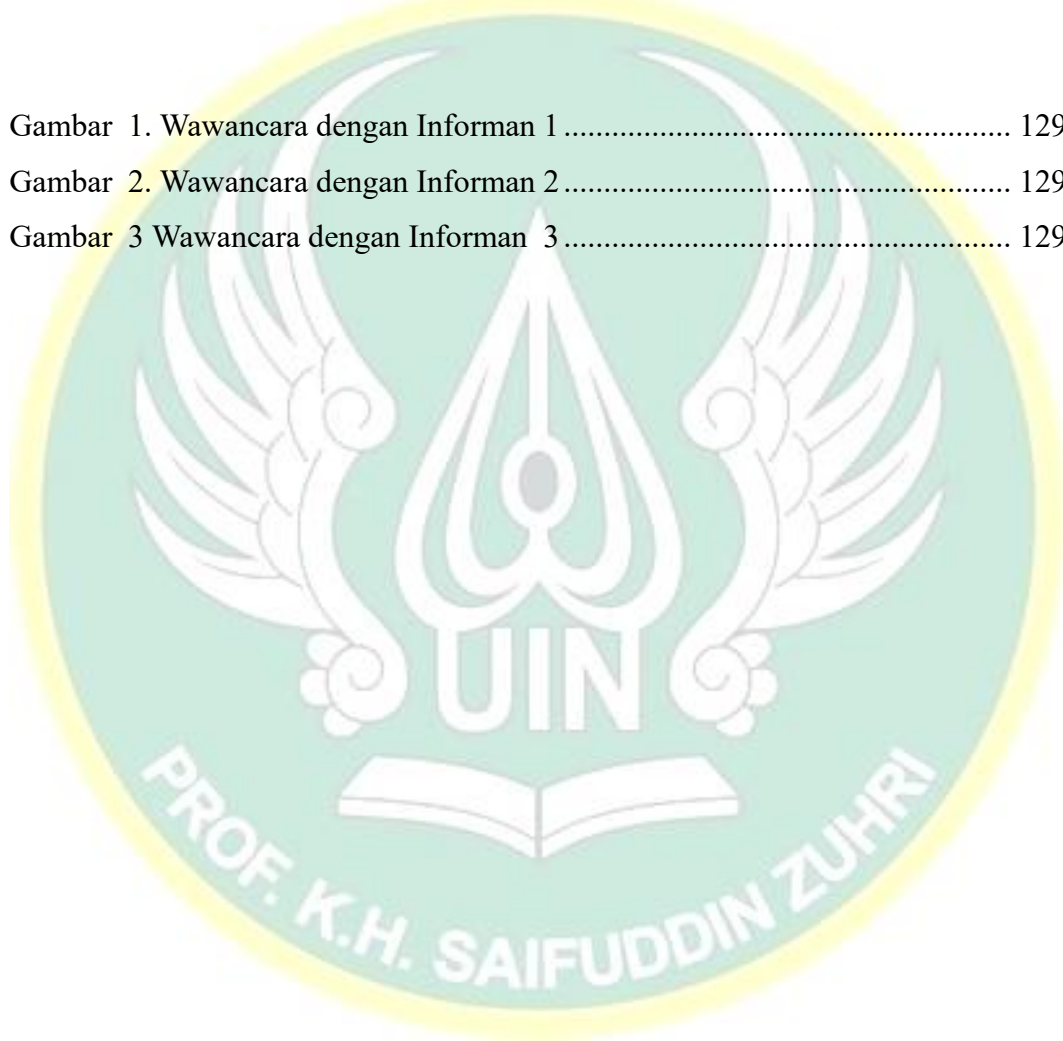 Gambar 1. Wawancara dengan Informan 1 ........................................................ 129
Gambar 2. Wawancara dengan Informan 2 ........................................................ 129
Gambar 3 Wawancara dengan Informan 3 ........................................................ 129
UIN
PROF. K.H. SAIFUDDIN ZUHRI